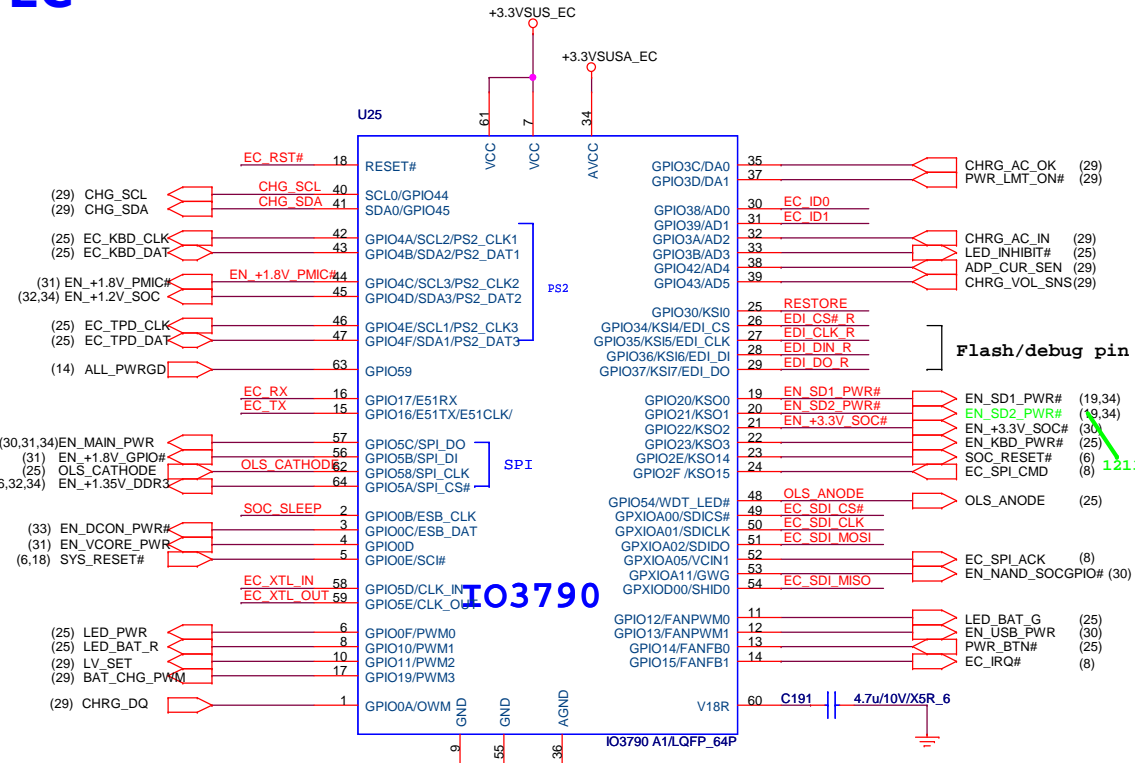 EC
+3.3VSUS_EC
+3.3VSUSA_EC
U25
61
7
34
VCC
VCC
AVCC
EC_RST# 18 RESET#
(29) CHG_SCL CHG_SCL 40 SCL0/GPIO44
(29) CHG_SDA CHG_SDA 41 SDA0/GPIO45
(25) EC_KBD_CLK 42 GPIO4A/SCL2/PS2_CLK1
(25) EC_KBD_DAT 43 GPIO4B/SDA2/PS2_DAT1
(31) EN_+1.8V_PMIC# EN_+1.8V_PMIC# 44 GPIO4C/SCL3/PS2_CLK2
(32,34) EN_+1.2V_SOC 45 GPIO4D/SDA3/PS2_DAT2
PS2
(25) EC_TPD_CLK 46 GPIO4E/SCL1/PS2_CLK3
(25) EC_TPD_DAT 47 GPIO4F/SDA1/PS2_DAT3
(14) ALL_PWRGD 63 GPIO59
EC_RX 16 GPIO17/E51RX
EC_TX 15 GPIO16/E51TX/E51CLK/
(30,31,34)EN_MAIN_PWR 57 GPIO5C/SPI_DO
(31) EN_+1.8V_GPIO# 56 GPIO5B/SPI_DI
(25) OLS_CATHODE OLS_CATHODE 62 GPIO58/SPI_CLK
6,32,34) EN_+1.35V_DDR3 64 GPIO5A/SPI_CS#
SPI
SOC_SLEEP 2 GPIO0B/ESB_CLK
(33) EN_DCON_PWR# 3 GPIO0C/ESB_DAT
(31) EN_VCORE_PWR 4 GPIO0D
(6,18) SYS_RESET# 5 GPIO0E/SCI#
EC_XTL_IN 58 GPIO5D/CLK_IN
EC_XTL_OUT 59 GPIO5E/CLK_OUT
IO3790
(25) LED_PWR 6 GPIO0F/PWM0
(25) LED_BAT_R 8 GPIO10/PWM1
(29) LV_SET 10 GPIO11/PWM2
(29) BAT_CHG_PWM 17 GPIO19/PWM3
(29) CHRG_DQ 1 GPIO0A/OWM
GPIO3C/DA0 35 CHRG_AC_OK (29)
GPIO3D/DA1 37 PWR_LMT_ON# (29)
GPIO38/AD0 30 EC_ID0
GPIO39/AD1 31 EC_ID1
GPIO3A/AD2 32 CHRG_AC_IN (29)
GPIO3B/AD3 33 LED_INHIBIT# (25)
GPIO42/AD4 38 ADP_CUR_SEN (29)
GPIO43/AD5 39 CHRG_VOL_SNS(29)
GPIO30/KSI0 25 RESTORE
GPIO34/KSI4/EDI_CS 26 EDI_CS#_R
GPIO35/KSI5/EDI_CLK 27 EDI_CLK_R
GPIO36/KSI6/EDI_DI 28 EDI_DIN_R
GPIO37/KSI7/EDI_DO 29 EDI_DO_R
Flash/debug pin
GPIO20/KSO0 19 EN_SD1_PWR# EN_SD1_PWR# (19,34)
GPIO21/KSO1 20 EN_SD2_PWR# EN_SD2_PWR# (19,34)
GPIO22/KSO2 21 EN_+3.3V_SOC# EN_+3.3V_SOC# (30)
GPIO23/KSO3 22 EN_KBD_PWR# (25)
GPIO2E/KSO14 23 SOC_RESET# (6)
GPIO2F /KSO15 24 EC_SPI_CMD (8)
GPIO54/WDT_LED# 48 OLS_ANODE OLS_ANODE (25)
GPXIOA00/SDICS# 49 EC_SDI_CS#
GPXIOA01/SDICLK 50 EC_SDI_CLK
GPXIOA02/SDIDO 51 EC_SDI_MOSI
GPXIOA05/VCIN1 52 EC_SPI_ACK (8)
GPXIOA11/GWG 53 EN_NAND_SOCGPIO# (30)
GPXIOD00/SHID0 54 EC_SDI_MISO
GPIO12/FANPWM0 11 LED_BAT_G (25)
GPIO13/FANPWM1 12 EN_USB_PWR (30)
GPIO14/FANFB0 13 PWR_BTN# (25)
GPIO15/FANFB1 14 EC_IRQ# (8)
V18R 60 C191 4.7u/10V/X5R_6
GND
GND
AGND
IO3790 A1/LQFP_64P
9
55
36